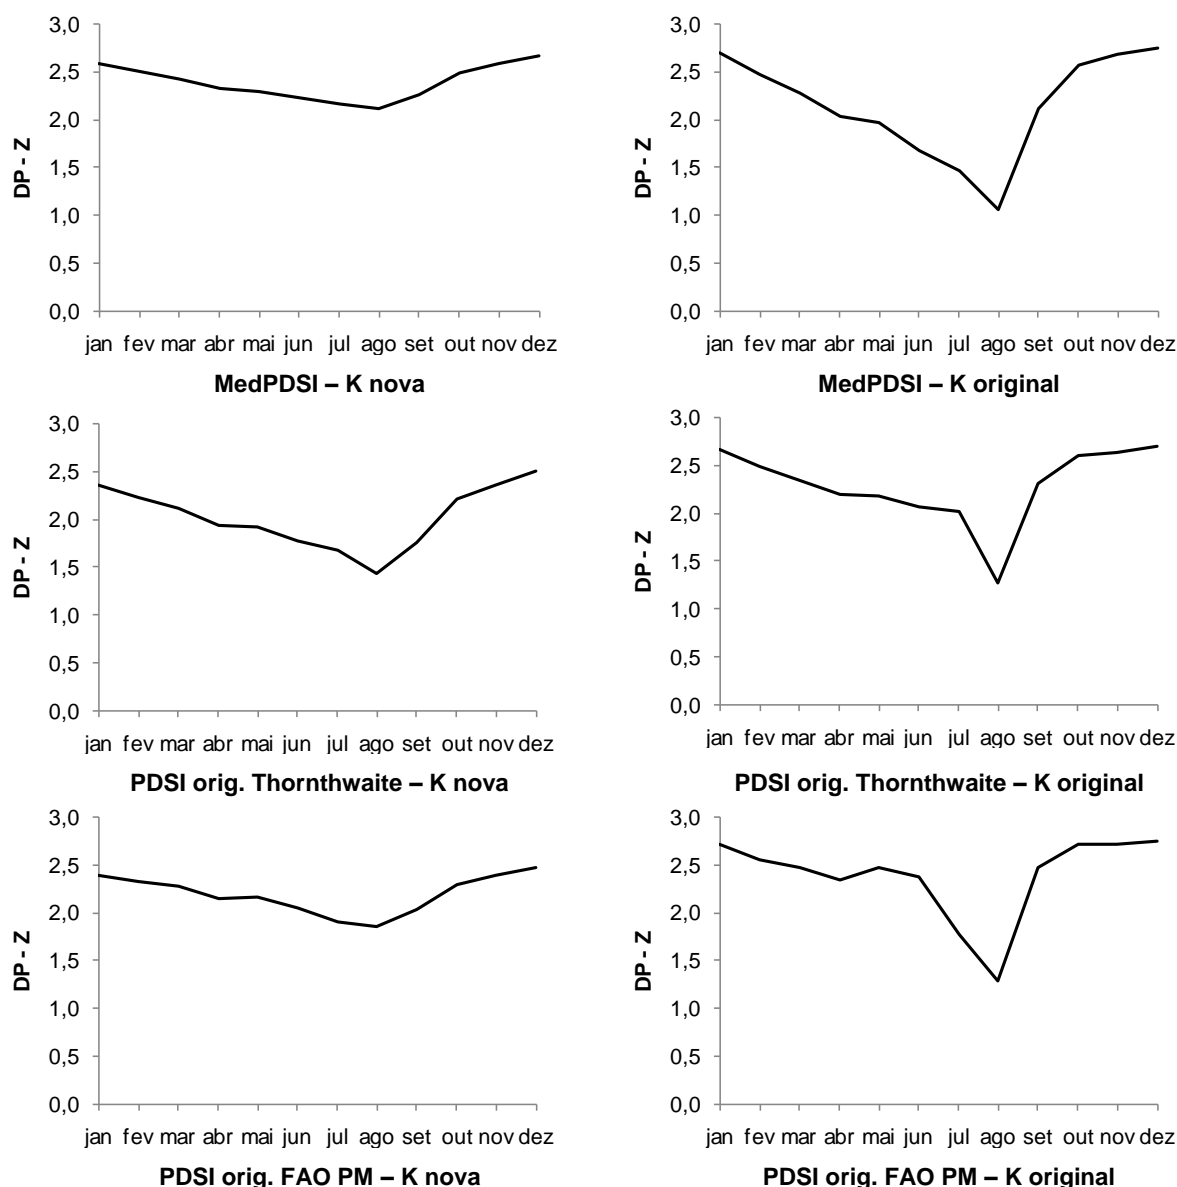 3,0
2,5
2,0
1,5
1,0
0,5
0,0
DP - Z
jan fev mar abr mai jun jul ago set out nov dez
MedPDSI – K nova
3,0
2,5
2,0
1,5
1,0
0,5
0,0
DP - Z
jan fev mar abr mai jun jul ago set out nov dez
MedPDSI – K original
3,0
2,5
2,0
1,5
1,0
0,5
0,0
DP - Z
jan fev mar abr mai jun jul ago set out nov dez
PDSI orig. Thornthwaite – K nova
3,0
2,5
2,0
1,5
1,0
0,5
0,0
DP - Z
jan fev mar abr mai jun jul ago set out nov dez
PDSI orig. Thornthwaite – K original
3,0
2,5
2,0
1,5
1,0
0,5
0,0
DP - Z
jan fev mar abr mai jun jul ago set out nov dez
PDSI orig. FAO PM – K nova
3,0
2,5
2,0
1,5
1,0
0,5
0,0
DP - Z
jan fev mar abr mai jun jul ago set out nov dez
PDSI orig. FAO PM – K original